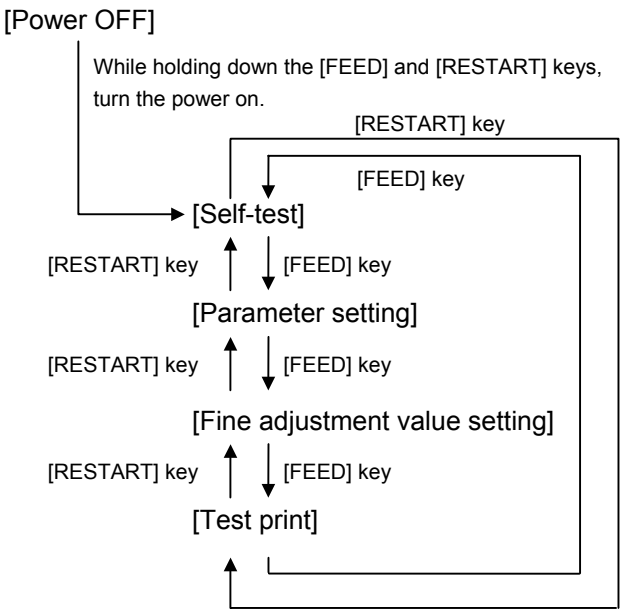 [Power OFF]
While holding down the [FEED] and [RESTART] keys,
turn the power on.
[RESTART] key
[FEED] key
[Self-test]
[RESTART] key
[FEED] key
[Parameter setting]
[RESTART] key
[FEED] key
[Fine adjustment value setting]
[RESTART] key
[FEED] key
[Test print]